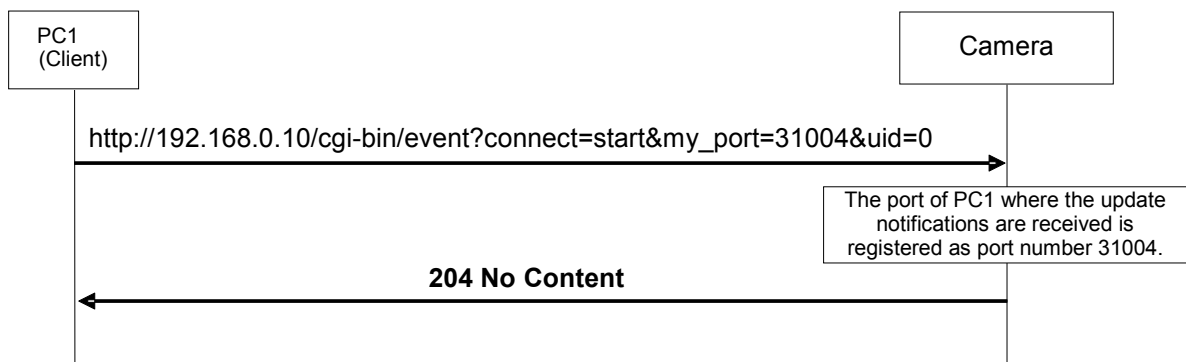 PC1
(Client)
Camera
http://192.168.0.10/cgi-bin/event?connect=start&my_port=31004&uid=0
The port of PC1 where the update
notifications are received is
registered as port number 31004.
204 No Content